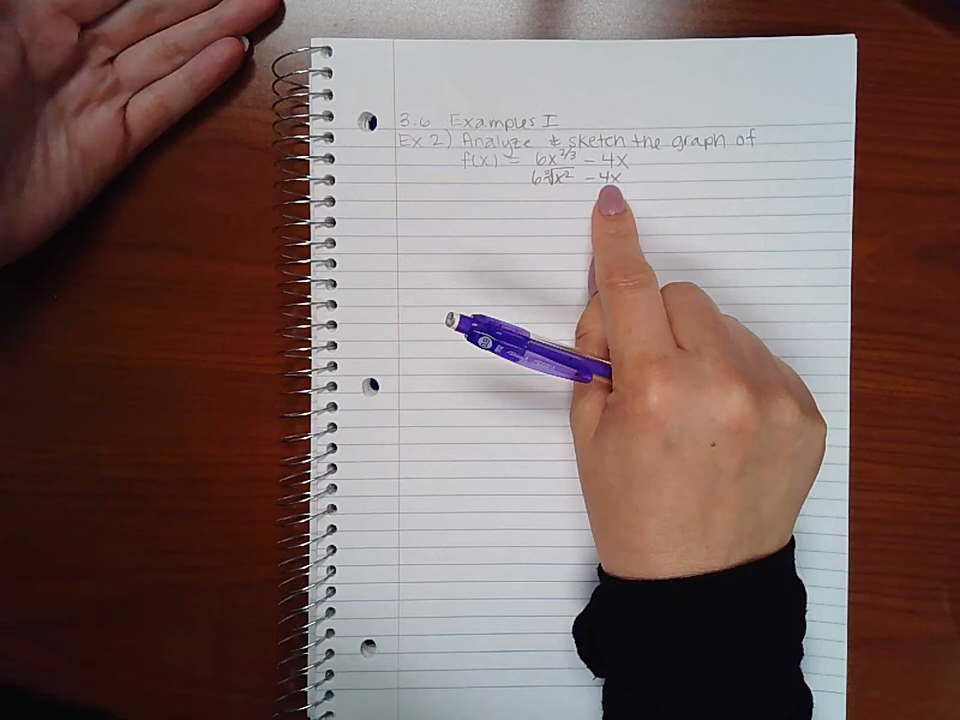 3.6 Examples I
Ex 2) Analyze & sketch the graph of
f(x) = 6x^{2/3} - 4x
6∛x² - 4x